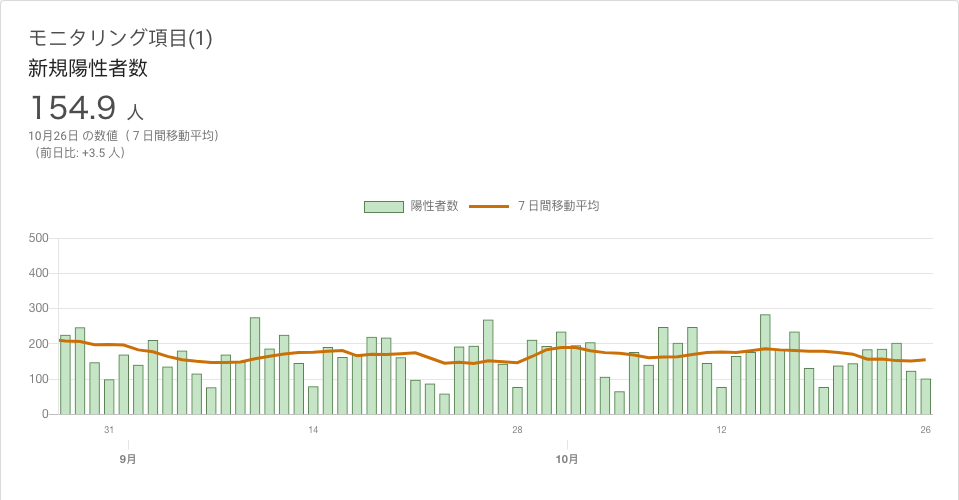 モニタリング項目(1)
新規陽性者数
154.9 人
10月26日 の数値（７日間移動平均）
（前日比: +3.5 人）
陽性者数 ７日間移動平均
500
400
300
200
100
0
31 14 28 12 26
9月 10月